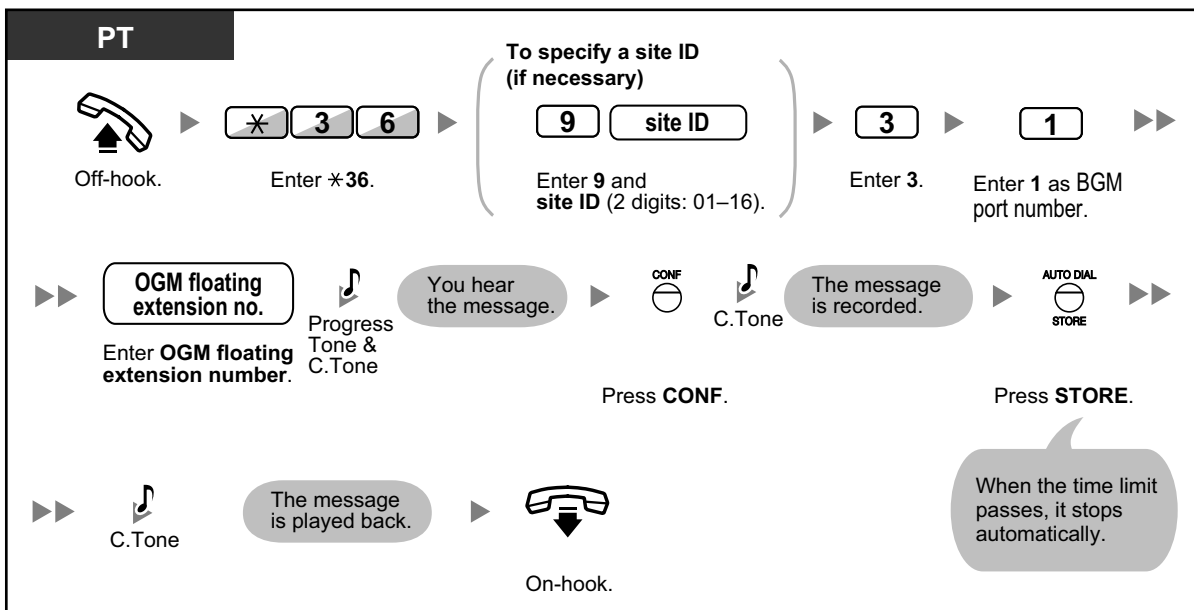 PT
To specify a site ID
(if necessary)
✳ 3 6
9 site ID
3
1
Off-hook.
Enter ✳36.
Enter 9 and
site ID (2 digits: 01–16).
Enter 3.
Enter 1 as BGM
port number.
OGM floating
extension no.
Enter OGM floating
extension number.
Progress
Tone &
C.Tone
You hear
the message.
CONF
Press CONF.
C.Tone
The message
is recorded.
AUTO DIAL
STORE
Press STORE.
When the time limit
passes, it stops
automatically.
C.Tone
The message
is played back.
On-hook.